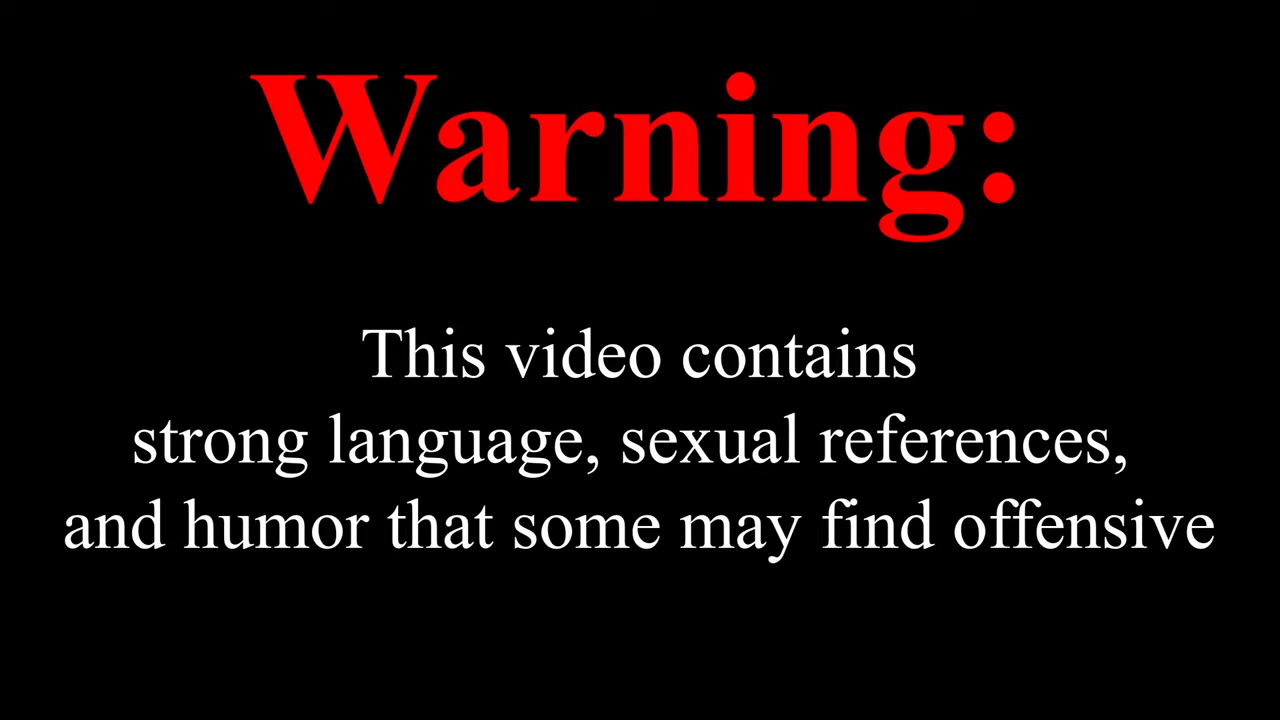 Warning:
This video contains
strong language, sexual references,
and humor that some may find offensive